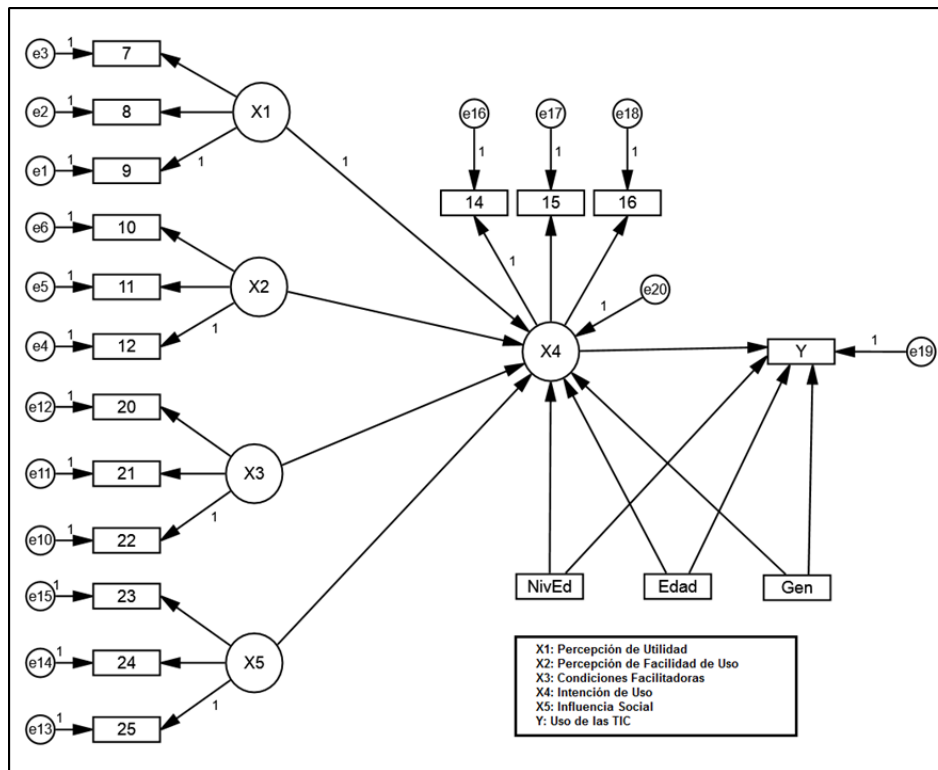 e3 1 7
e2 1 8
e1 1 9
1
X1
1
e6 1 10
e5 1 11
e4 1 12
1
X2
e12 1 20
e11 1 21
e10 1 22
1
X3
e15 1 23
e14 1 24
e13 1 25
1
X5
e16 e17 e18
1 1 1
14 15 16
1
e20
1
X4
Y 1 e19
NivEd Edad Gen
X1: Percepción de Utilidad
X2: Percepción de Facilidad de Uso
X3: Condiciones Facilitadoras
X4: Intención de Uso
X5: Influencia Social
Y: Uso de las TIC